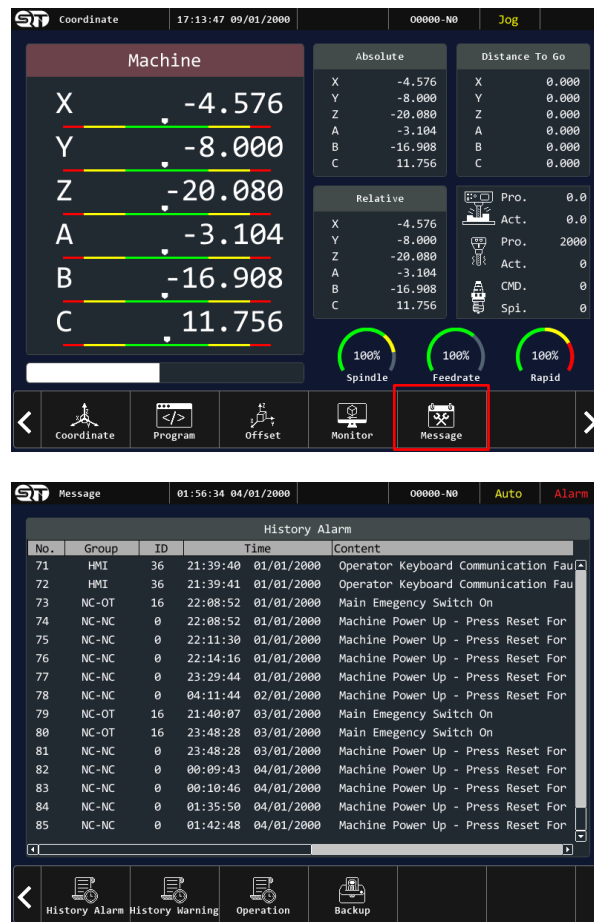 Coordinate 17:13:47 09/01/2000 O0000-N0 Jog
Machine
X -4.576
Y -8.000
Z -20.080
A -3.104
B -16.908
C 11.756
Absolute
X -4.576
Y -8.000
Z -20.080
A -3.104
B -16.908
C 11.756
Distance To Go
X 0.000
Y 0.000
Z 0.000
A 0.000
B 0.000
C 0.000
Relative
X -4.576
Y -8.000
Z -20.080
A -3.104
B -16.908
C 11.756
Pro. 0.0
Act. 0.0
Pro. 2000
Act. 0
CMD. 0
Spi. 0
100% 100% 100%
Spindle Feedrate Rapid
Coordinate Program Offset Monitor Message
Message 01:56:34 04/01/2000 O0000-N0 Auto Alarm
History Alarm
No. Group ID Time Content
71 HMI 36 21:39:40 01/01/2000 Operator Keyboard Communication Fau
72 HMI 36 21:39:41 01/01/2000 Operator Keyboard Communication Fau
73 NC-OT 16 22:08:52 01/01/2000 Main Emegency Switch On
74 NC-NC 0 22:08:52 01/01/2000 Machine Power Up - Press Reset For
75 NC-NC 0 22:11:30 01/01/2000 Machine Power Up - Press Reset For
76 NC-NC 0 22:14:16 01/01/2000 Machine Power Up - Press Reset For
77 NC-NC 0 23:29:44 01/01/2000 Machine Power Up - Press Reset For
78 NC-NC 0 04:11:44 02/01/2000 Machine Power Up - Press Reset For
79 NC-OT 16 21:40:07 03/01/2000 Main Emegency Switch On
80 NC-OT 16 23:48:28 03/01/2000 Main Emegency Switch On
81 NC-NC 0 23:48:28 03/01/2000 Machine Power Up - Press Reset For
82 NC-NC 0 00:09:43 04/01/2000 Machine Power Up - Press Reset For
83 NC-NC 0 00:10:46 04/01/2000 Machine Power Up - Press Reset For
84 NC-NC 0 01:35:50 04/01/2000 Machine Power Up - Press Reset For
85 NC-NC 0 01:42:48 04/01/2000 Machine Power Up - Press Reset For
History Alarm History Warning Operation Backup